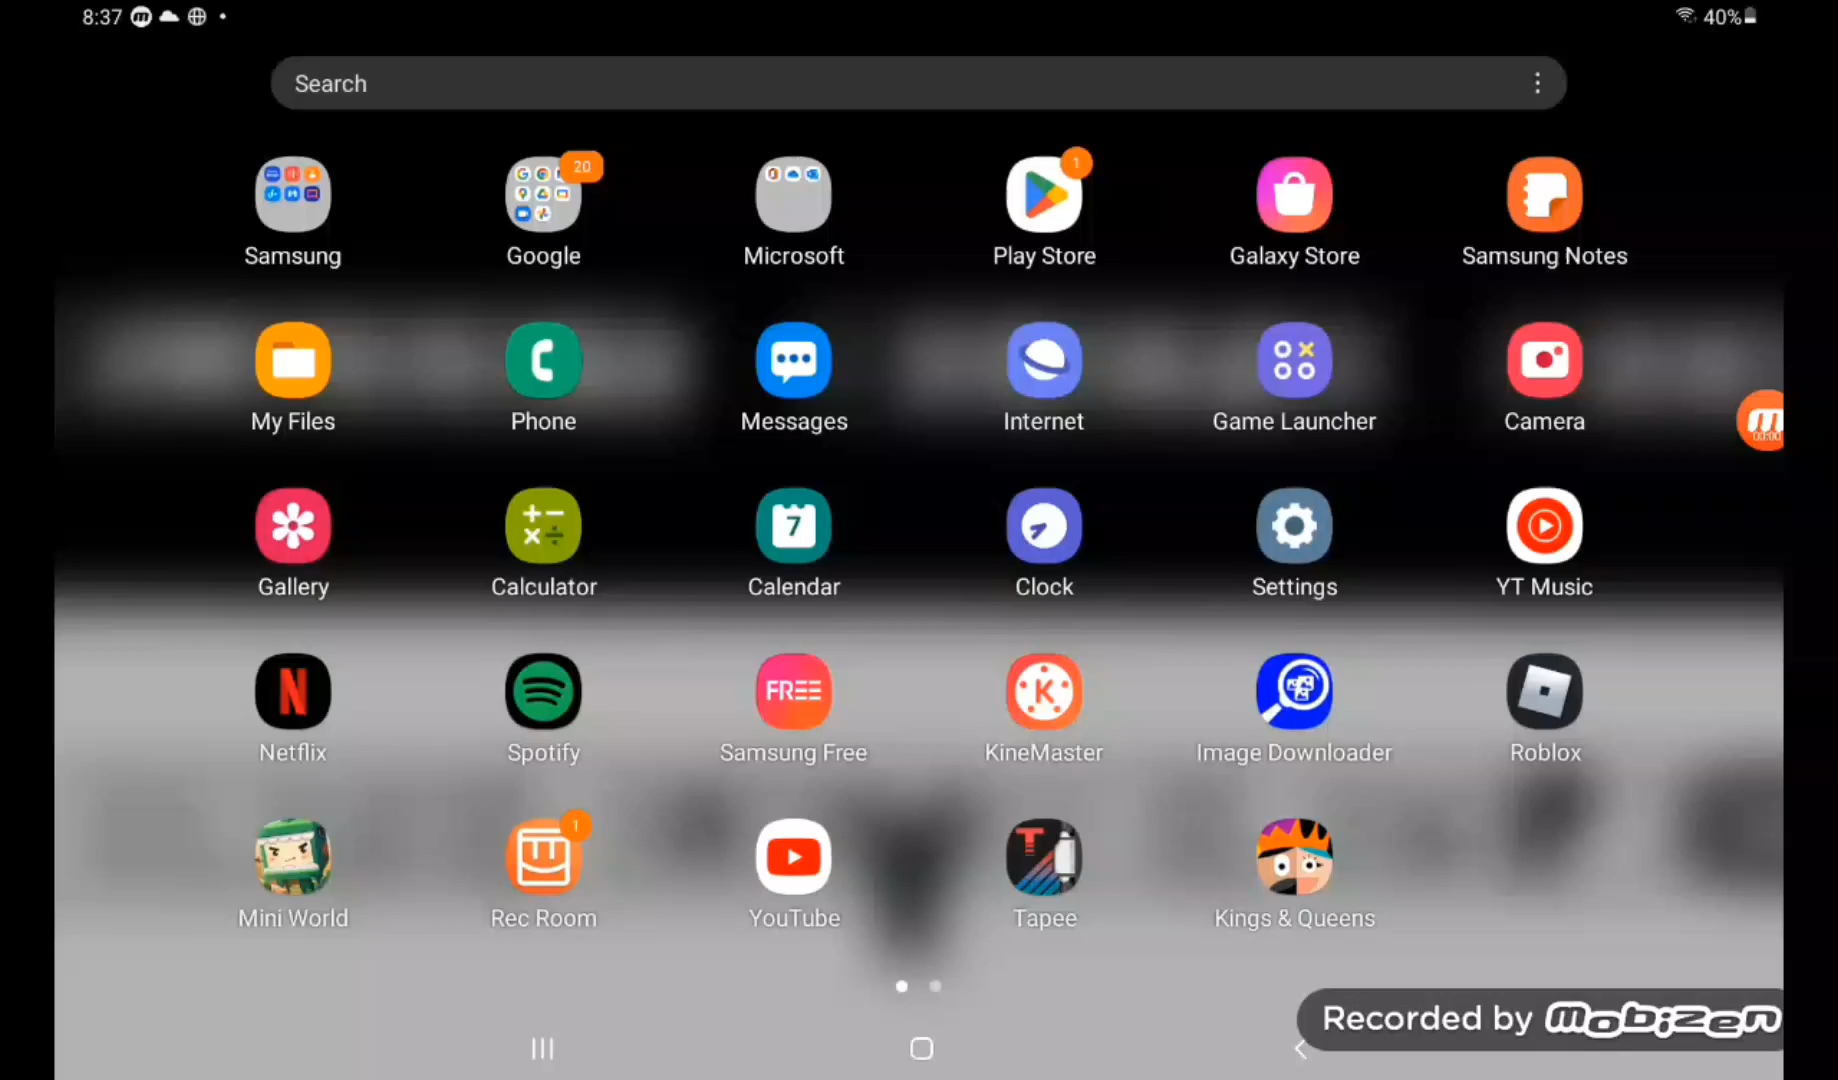 8:37
40%
Search
20
1
Samsung
Google
Microsoft
Play Store
Galaxy Store
Samsung Notes
My Files
Phone
Messages
Internet
Game Launcher
Camera
00:00
7
Gallery
Calculator
Calendar
Clock
Settings
YT Music
FREE
Netflix
Spotify
Samsung Free
KineMaster
Image Downloader
Roblox
1
Mini World
Rec Room
YouTube
Tapee
Kings & Queens
Recorded by mobizen